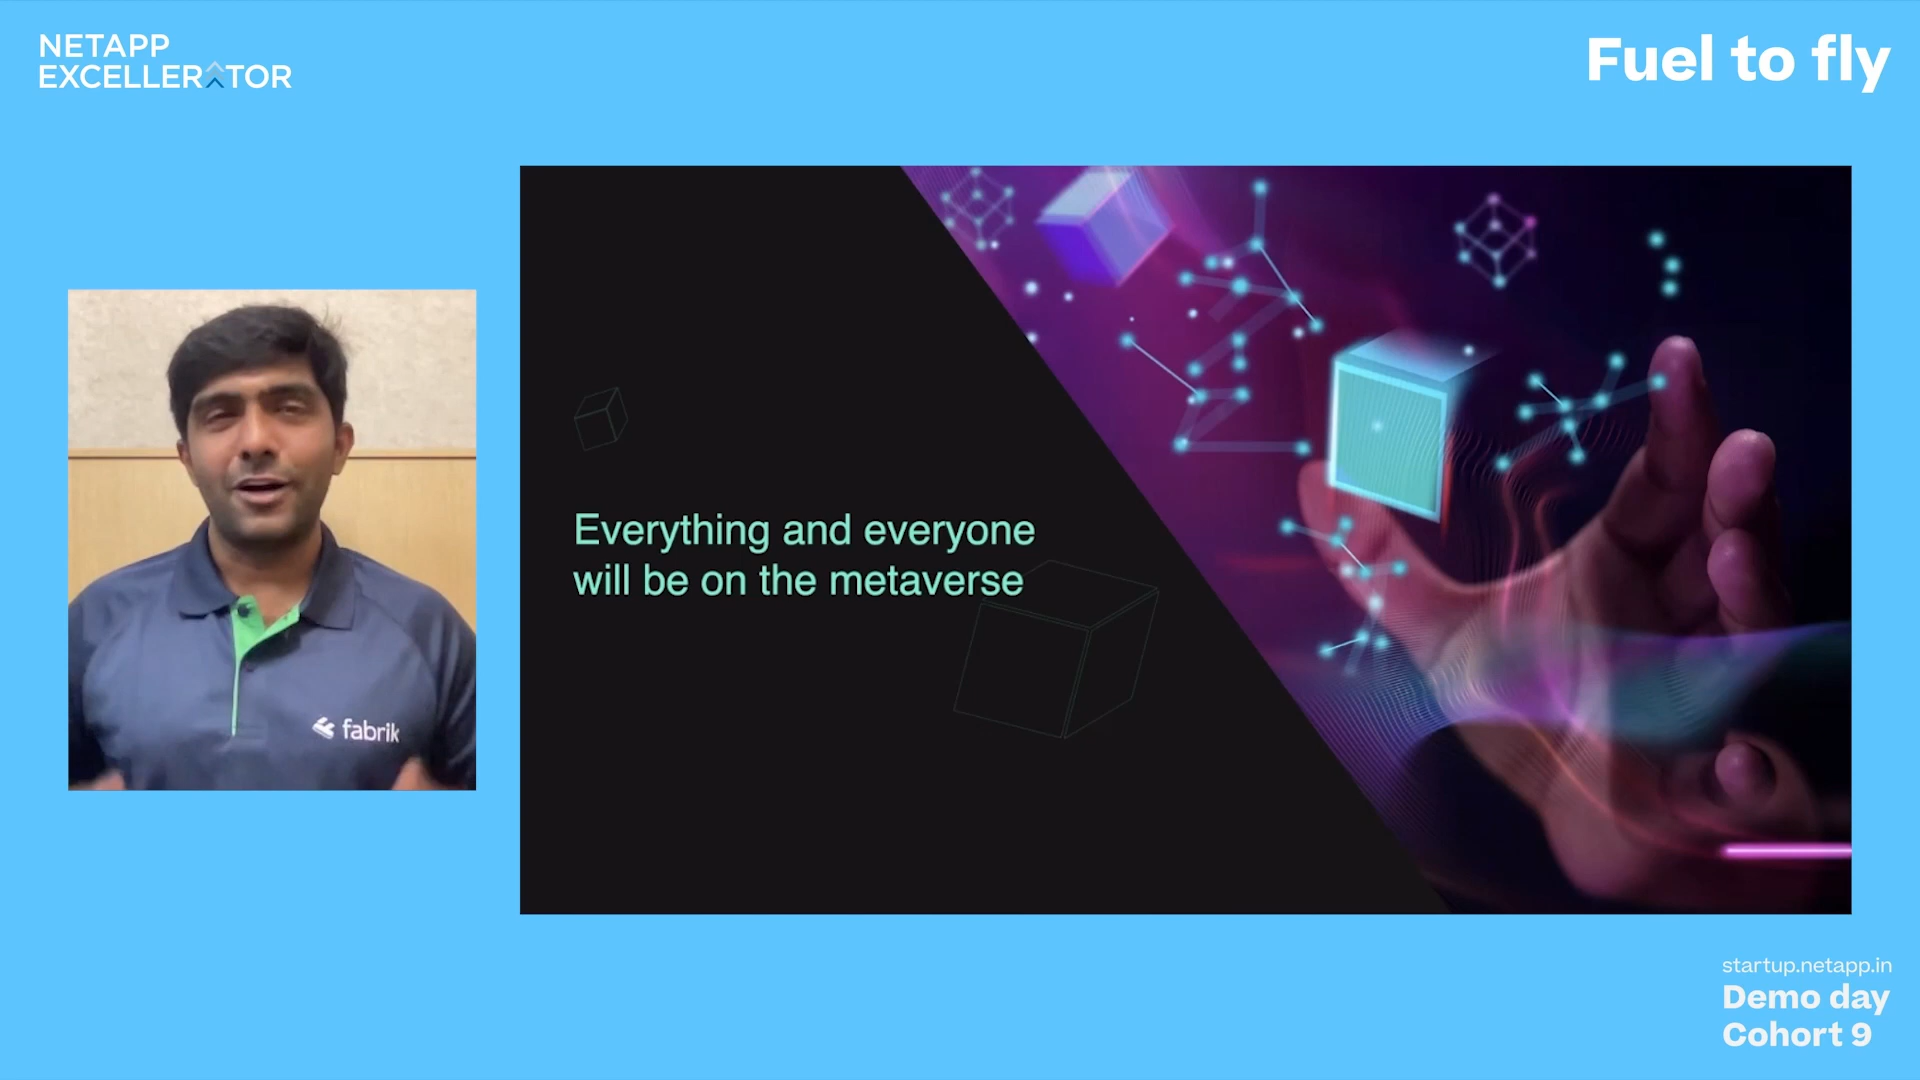 NETAPP
EXCELLERATOR
Fuel to fly
Everything and everyone
will be on the metaverse
fabrik
startup.netapp.in
Demo day
Cohort 9